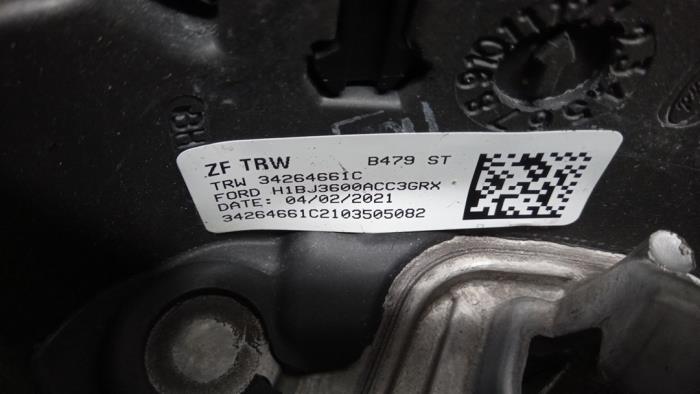 ZF TRW B479 ST
TRW 34264661C
FORD H1BJ3600ACC3GRX
DATE: 04/02/2021
34264661C2103505082